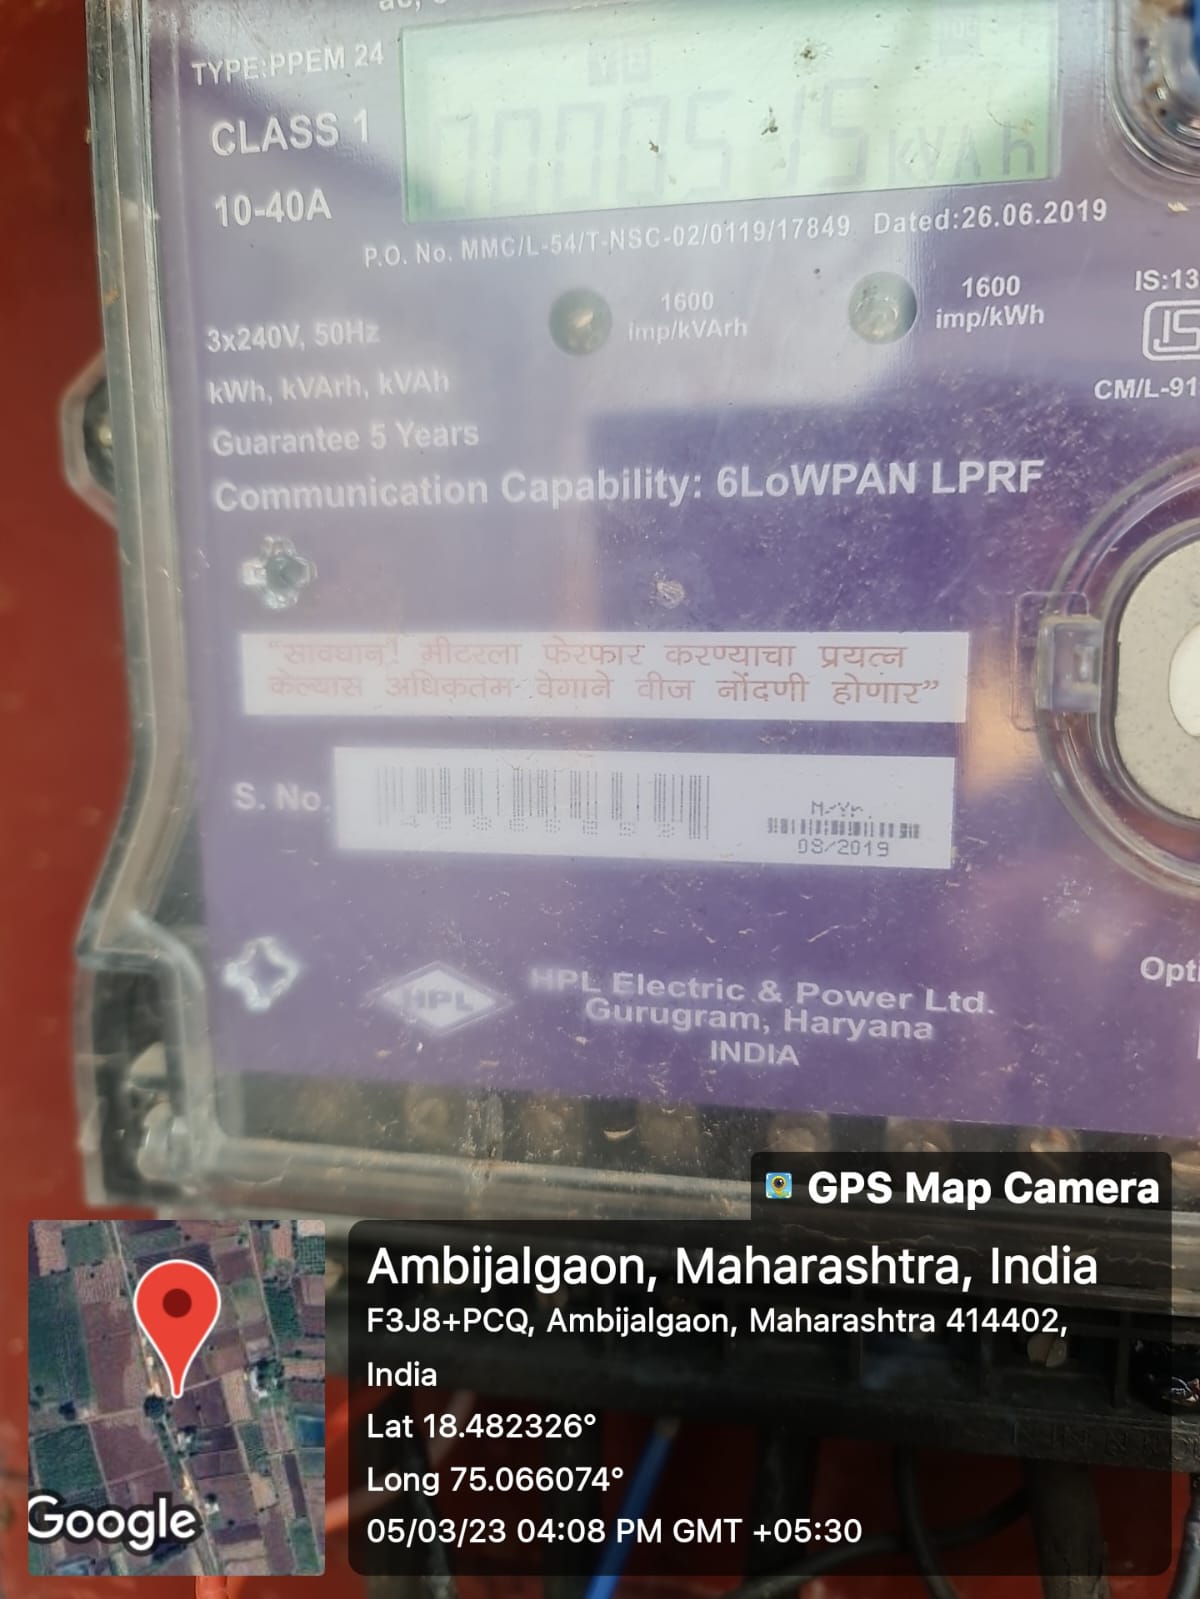 TYPE:PPEM 24
CLASS 1
10-40A
kVAh
P.O. No. MMC/L-54/T-NSC-02/0119/17849 Dated:26.06.2019
1600
imp/kVArh
1600
imp/kWh
IS:13
3x240V, 50Hz
kWh, kVArh, kVAh
CM/L-91
Guarantee 5 Years
Communication Capability: 6LoWPAN LPRF
"सावधान! मीटरला फेरफार करण्याचा प्रयत्न
केल्यास अधिकतम वेगाने वीज नोंदणी होणार"
S. No.
M/Yr.
08/2019
HPL
HPL Electric & Power Ltd.
Gurugram, Haryana
INDIA
Opti
GPS Map Camera
Ambijalgaon, Maharashtra, India
F3J8+PCQ, Ambijalgaon, Maharashtra 414402,
India
Lat 18.482326°
Long 75.066074°
05/03/23 04:08 PM GMT +05:30
Google